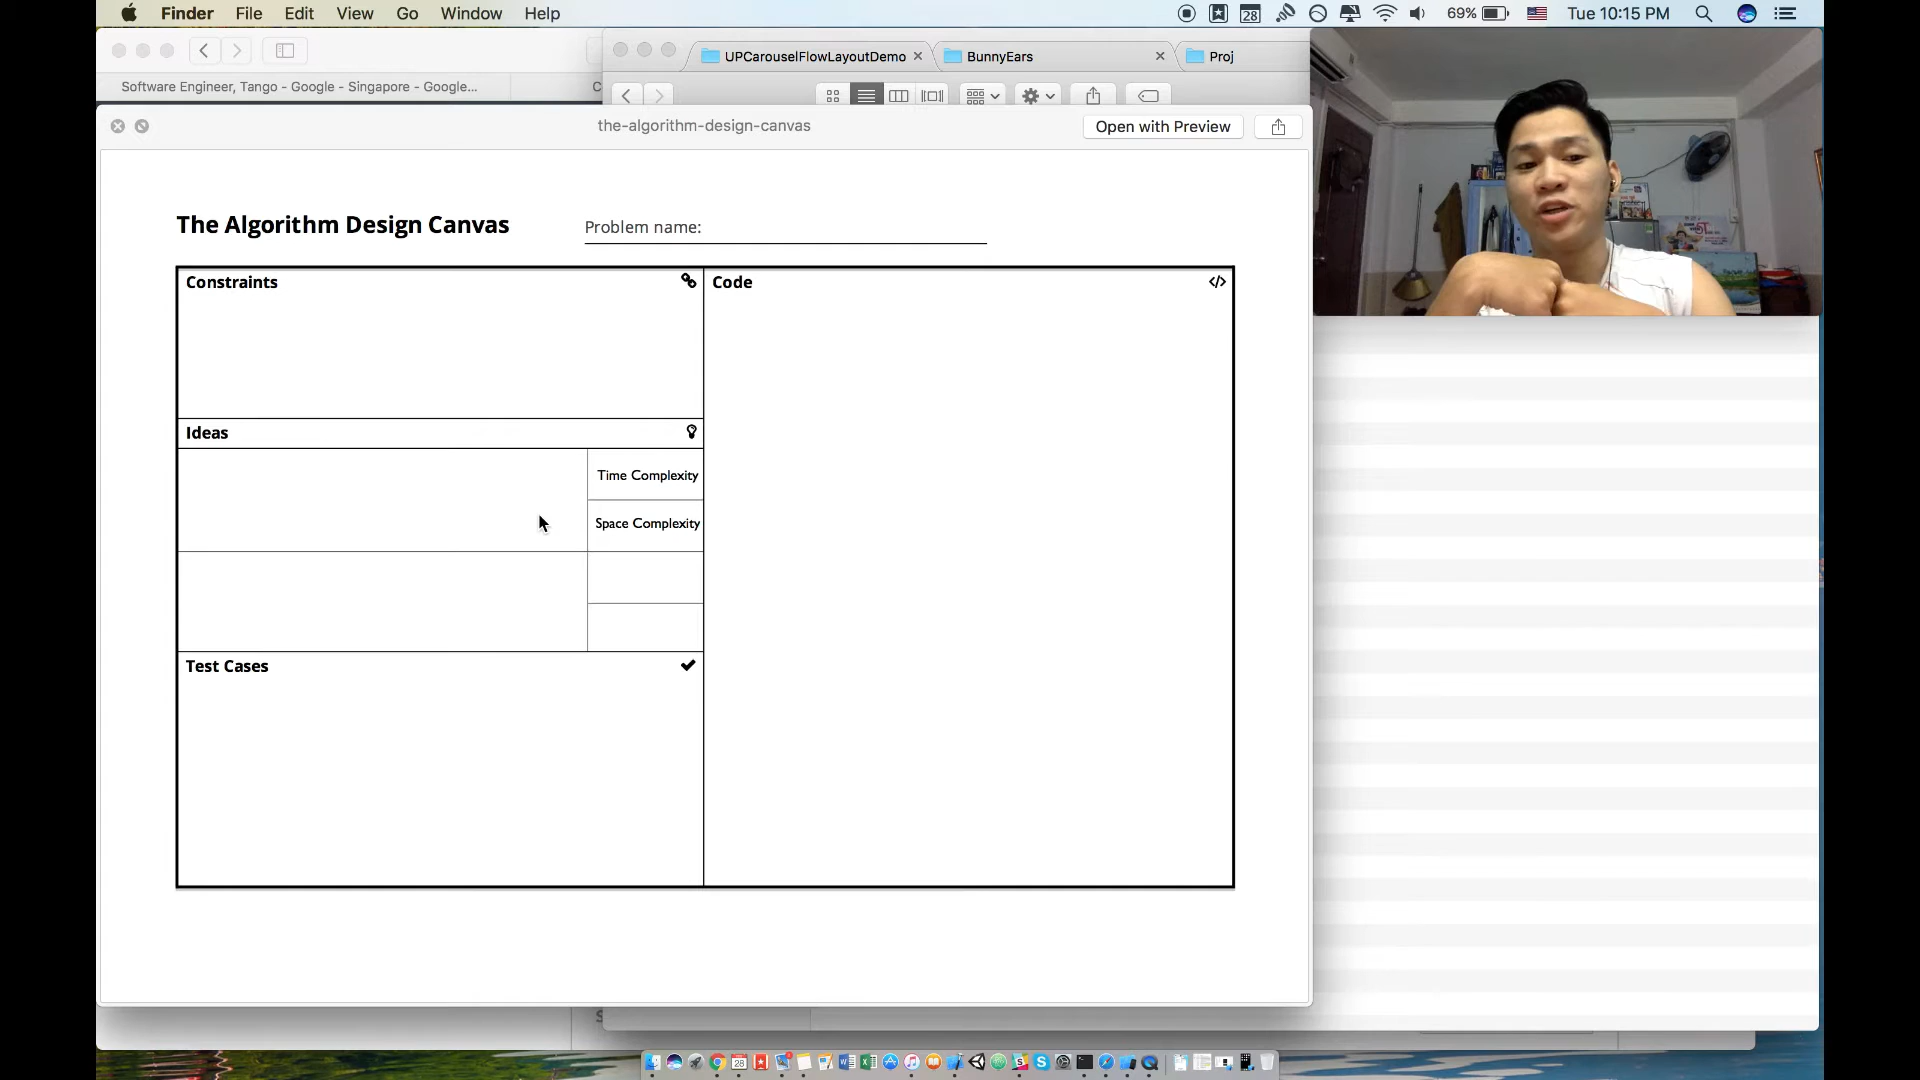 Finder File Edit View Go Window Help
28
69%
Tue 10:15 PM
UPCarouselFlowLayoutDemo
BunnyEars
Proj
Software Engineer, Tango - Google - Singapore - Google...
C
the-algorithm-design-canvas
Open with Preview
The Algorithm Design Canvas
Problem name:
Constraints
Code
</>
Ideas
Time Complexity
Space Complexity
Test Cases
S
28